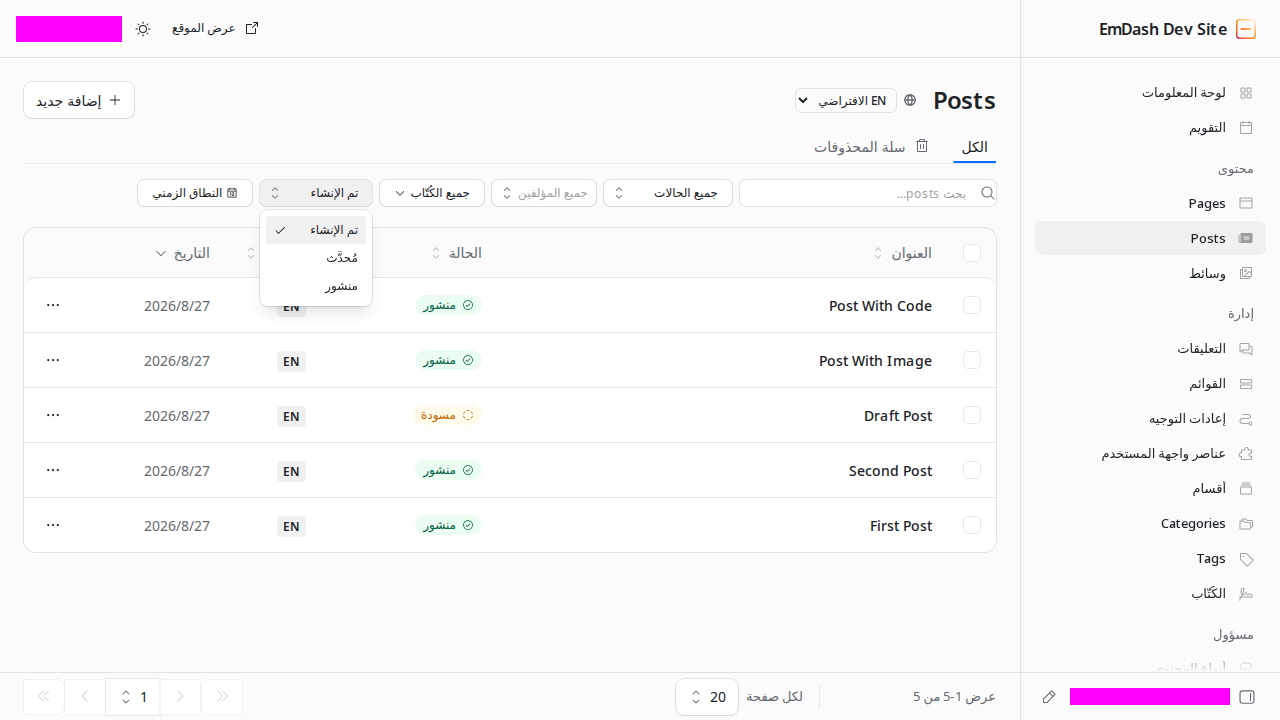 EmDash Dev Site
عرض الموقع
لوحة المعلومات
التقويم
محتوى
Pages
Posts
وسائط
إدارة
التعليقات
القوائم
إعادات التوجيه
عناصر واجهة المستخدم
أقسام
Categories
Tags
الكُتّاب
مسؤول
أنواع المحتوى
Posts
EN الافتراضي
إضافة جديد
الكل
سلة المحذوفات
بحث posts...
جميع الحالات
جميع المؤلفين
جميع الكُتّاب
تم الإنشاء
النطاق الزمني
تم الإنشاء
مُحدَّث
منشور
العنوان
الحالة
التاريخ
Post With Code
منشور
EN
2026/8/27
Post With Image
منشور
EN
2026/8/27
Draft Post
مسودة
EN
2026/8/27
Second Post
منشور
EN
2026/8/27
First Post
منشور
EN
2026/8/27
عرض 1-5 من 5
لكل صفحة
20
1